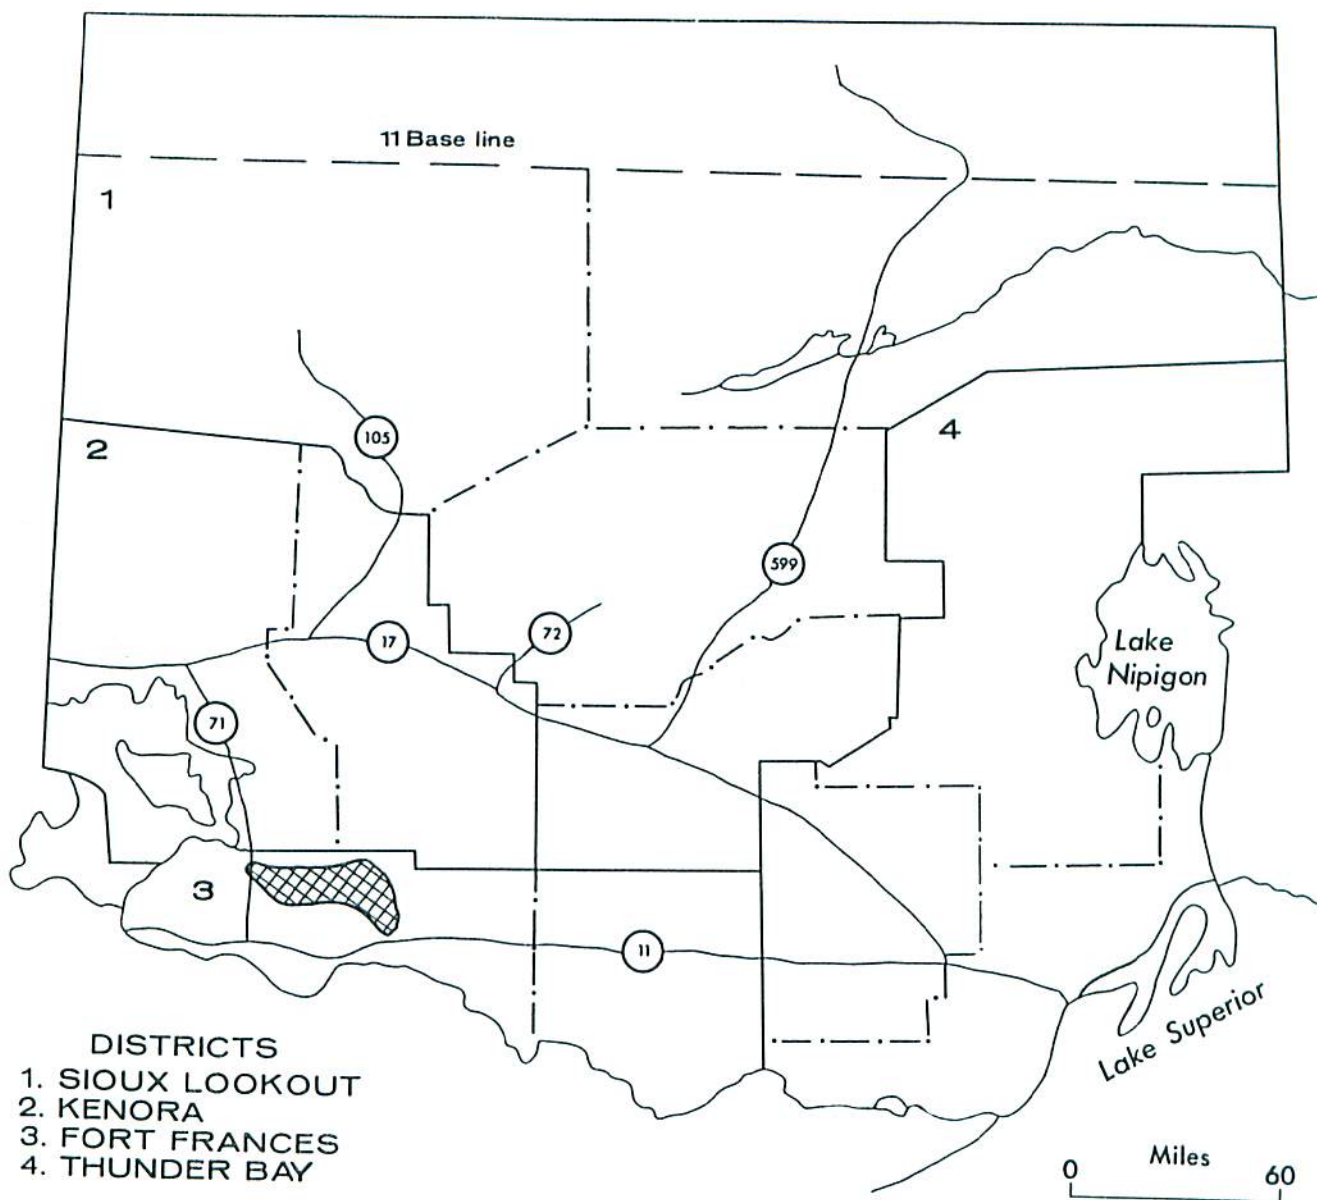 11 Base line
1
2
105
4
599
72
17
Lake
Nipigon
71
3
11
Lake Superior
DISTRICTS
1. SIOUX LOOKOUT
2. KENORA
3. FORT FRANCES
4. THUNDER BAY
Miles
0 60